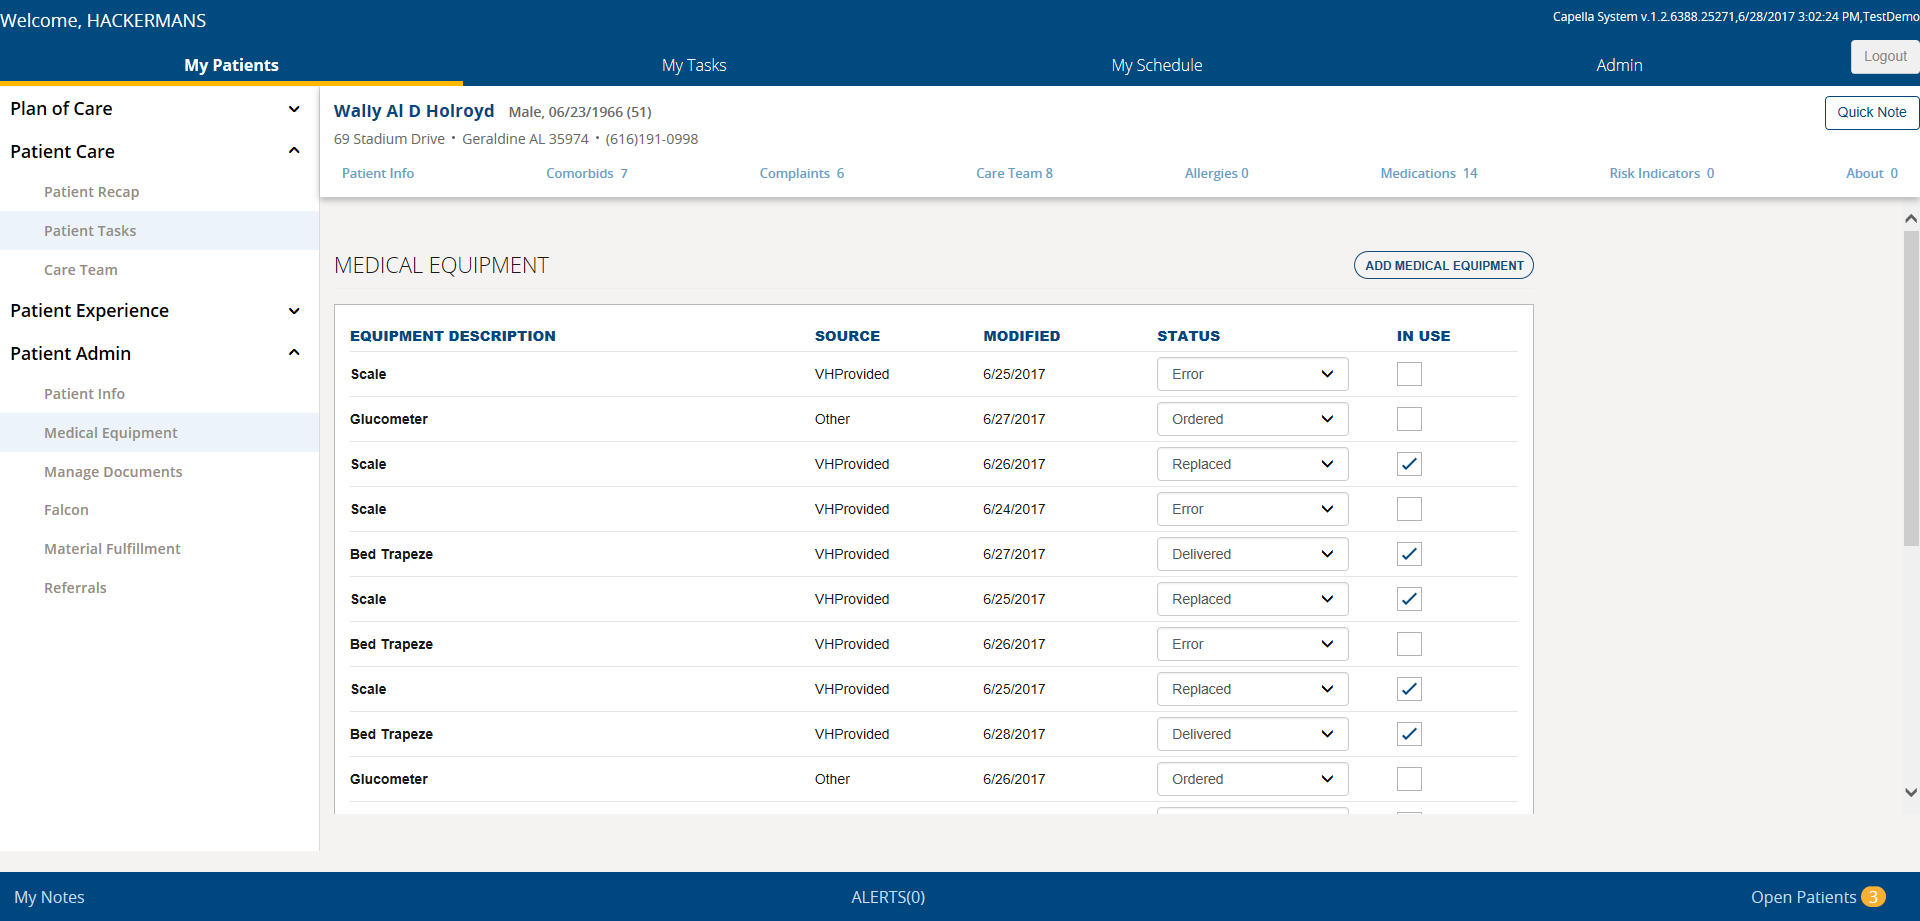 Welcome, HACKERMANS
Capella System v.1.2.6388.25271,6/28/2017 3:02:24 PM,TestDemo
My Patients My Tasks My Schedule Admin Logout
Plan of Care
Patient Care
Patient Recap
Patient Tasks
Care Team
Patient Experience
Patient Admin
Patient Info
Medical Equipment
Manage Documents
Falcon
Material Fulfillment
Referrals
Wally Al D Holroyd Male, 06/23/1966 (51)
Quick Note
69 Stadium Drive • Geraldine AL 35974 • (616)191-0998
Patient Info Comorbids 7 Complaints 6 Care Team 8 Allergies 0 Medications 14 Risk Indicators 0 About 0
MEDICAL EQUIPMENT
ADD MEDICAL EQUIPMENT
EQUIPMENT DESCRIPTION SOURCE MODIFIED STATUS IN USE
Scale VHProvided 6/25/2017 Error
Glucometer Other 6/27/2017 Ordered
Scale VHProvided 6/26/2017 Replaced
Scale VHProvided 6/24/2017 Error
Bed Trapeze VHProvided 6/27/2017 Delivered
Scale VHProvided 6/25/2017 Replaced
Bed Trapeze VHProvided 6/26/2017 Error
Scale VHProvided 6/25/2017 Replaced
Bed Trapeze VHProvided 6/28/2017 Delivered
Glucometer Other 6/26/2017 Ordered
My Notes ALERTS(0) Open Patients 3